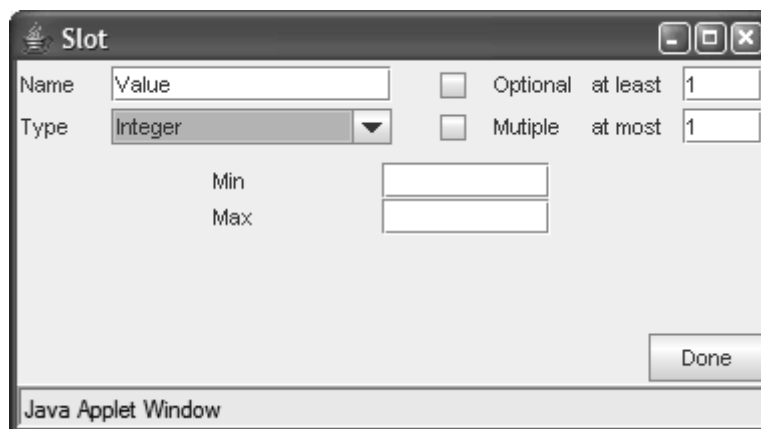 Slot
Name Value Optional at least 1
Type Integer Mutiple at most 1
Min
Max
Done
Java Applet Window